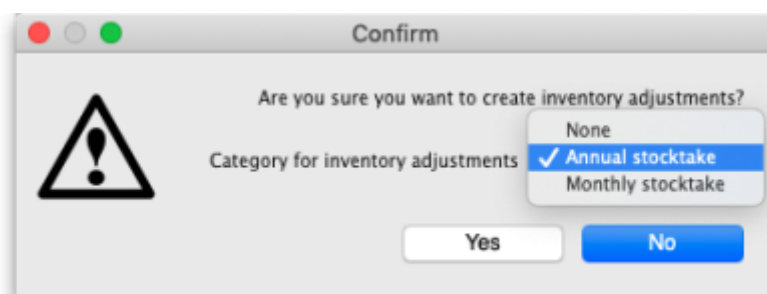 Confirm
Are you sure you want to create inventory adjustments?
None
Category for inventory adjustments ✓ Annual stocktake
Monthly stocktake
Yes No